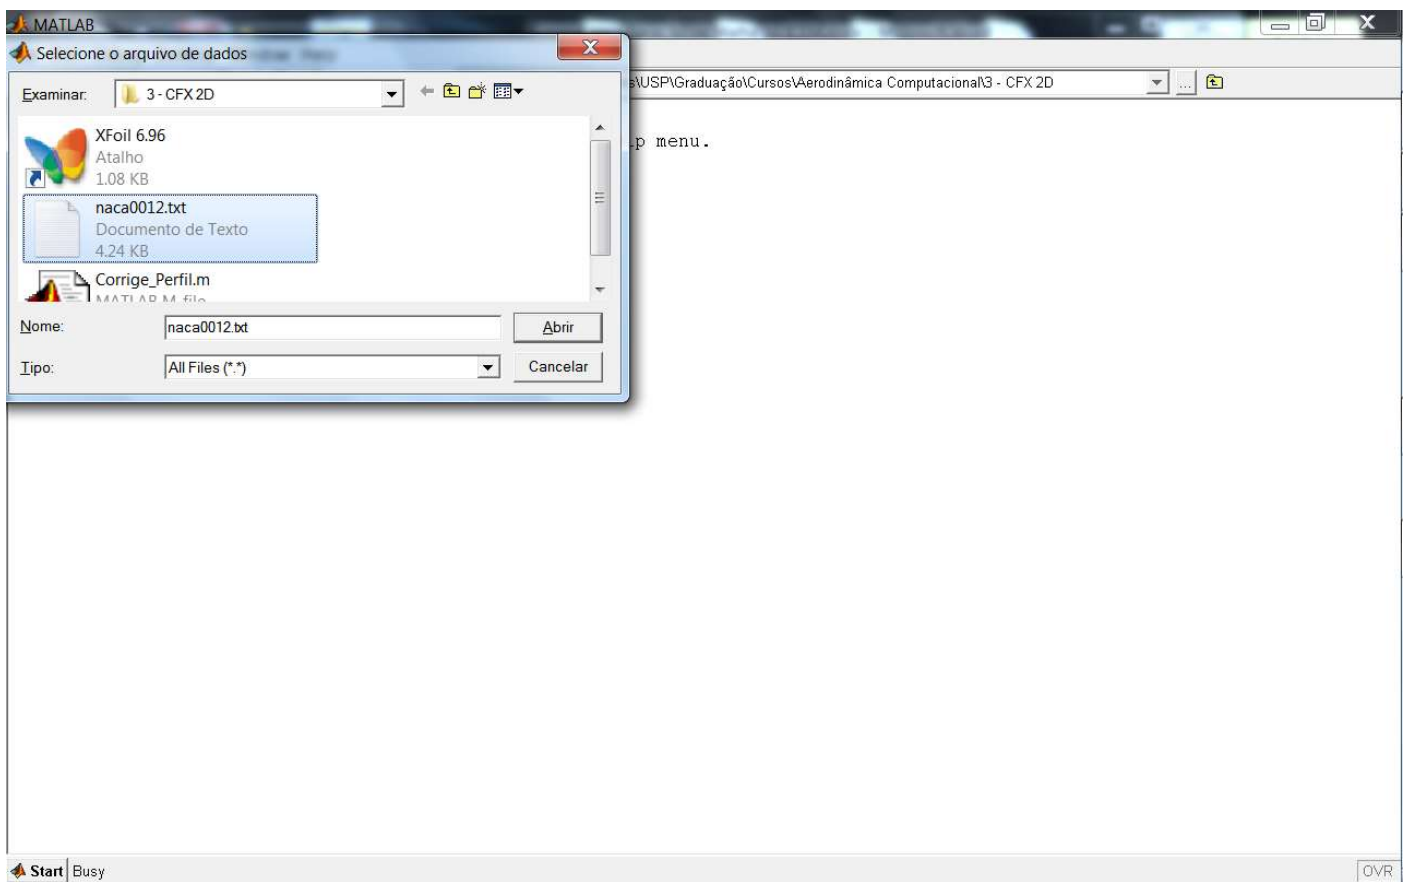 MATLAB
Selecione o arquivo de dados
Examinar: 3 - CFX 2D
s\USP\Graduação\Cursos\Aerodinâmica Computacional\3 - CFX 2D
...
XFoil 6.96
Atalho
1.08 KB
p menu.
naca0012.txt
Documento de Texto
4.24 KB
Corrige_Perfil.m
MATLAB M-file
Nome: naca0012.txt Abrir
Tipo: All Files (*.*) Cancelar
Start Busy OVR